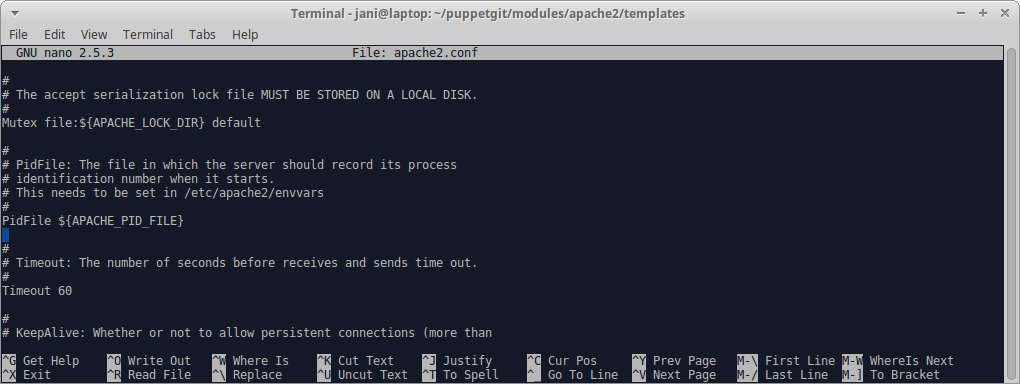 Terminal - jani@laptop: ~/puppetgit/modules/apache2/templates
File Edit View Terminal Tabs Help
GNU nano 2.5.3 File: apache2.conf
#
# The accept serialization lock file MUST BE STORED ON A LOCAL DISK.
#
Mutex file:${APACHE_LOCK_DIR} default
#
# PidFile: The file in which the server should record its process
# identification number when it starts.
# This needs to be set in /etc/apache2/envvars
#
PidFile ${APACHE_PID_FILE}
#
# Timeout: The number of seconds before receives and sends time out.
#
Timeout 60
#
# KeepAlive: Whether or not to allow persistent connections (more than
^G Get Help ^O Write Out ^W Where Is ^K Cut Text ^J Justify ^C Cur Pos ^Y Prev Page M-\ First Line M-W WhereIs Next
^X Exit ^R Read File ^\ Replace ^U Uncut Text ^T To Spell ^_ Go To Line ^V Next Page M-/ Last Line M-] To Bracket